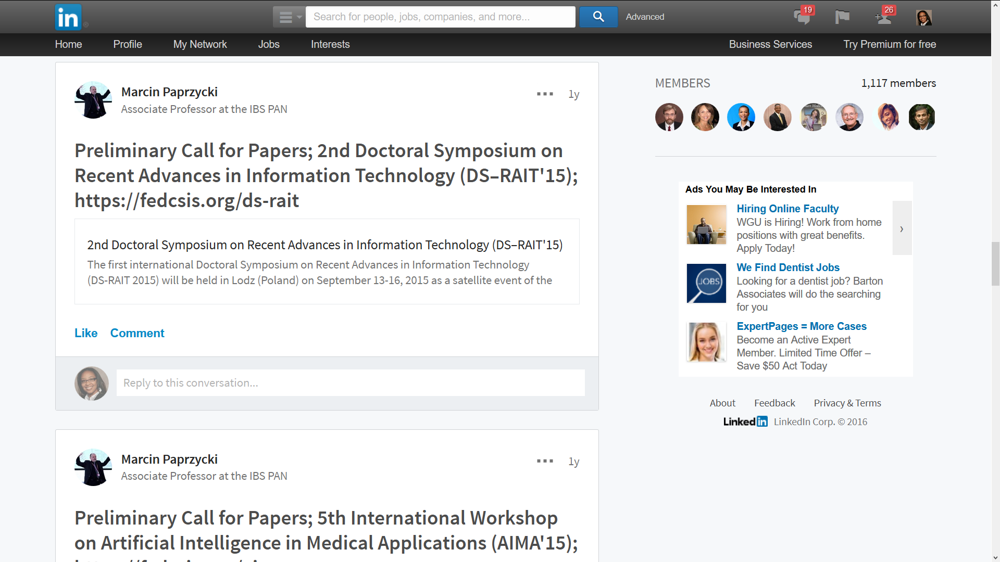 in
Search for people, jobs, companies, and more...
Advanced
19
26
Home
Profile
My Network
Jobs
Interests
Business Services
Try Premium for free
Marcin Paprzycki
1y
Associate Professor at the IBS PAN
Preliminary Call for Papers; 2nd Doctoral Symposium on
Recent Advances in Information Technology (DS–RAIT'15);
https://fedcsis.org/ds-rait
2nd Doctoral Symposium on Recent Advances in Information Technology (DS–RAIT'15)
The first international Doctoral Symposium on Recent Advances in Information Technology
(DS-RAIT 2015) will be held in Lodz (Poland) on September 13-16, 2015 as a satellite event of the
Like
Comment
Reply to this conversation...
Marcin Paprzycki
1y
Associate Professor at the IBS PAN
Preliminary Call for Papers; 5th International Workshop
on Artificial Intelligence in Medical Applications (AIMA'15);
MEMBERS
1,117 members
Ads You May Be Interested In
Hiring Online Faculty
WGU is Hiring! Work from home
positions with great benefits.
Apply Today!
JOBS
We Find Dentist Jobs
Looking for a dentist job? Barton
Associates will do the searching
for you
ExpertPages = More Cases
Become an Active Expert
Member. Limited Time Offer –
Save $50 Act Today
About
Feedback
Privacy & Terms
Linked in
LinkedIn Corp. © 2016